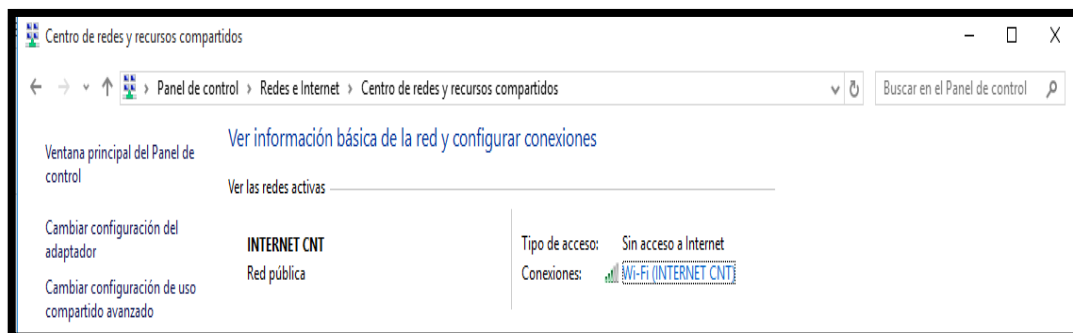 Centro de redes y recursos compartidos
Panel de control > Redes e Internet > Centro de redes y recursos compartidos
Buscar en el Panel de control
Ventana principal del Panel de
control
Cambiar configuración del
adaptador
Cambiar configuración de uso
compartido avanzado
Ver información básica de la red y configurar conexiones
Ver las redes activas
INTERNET CNT
Red pública
Tipo de acceso: Sin acceso a Internet
Conexiones: Wi-Fi (INTERNET CNT)